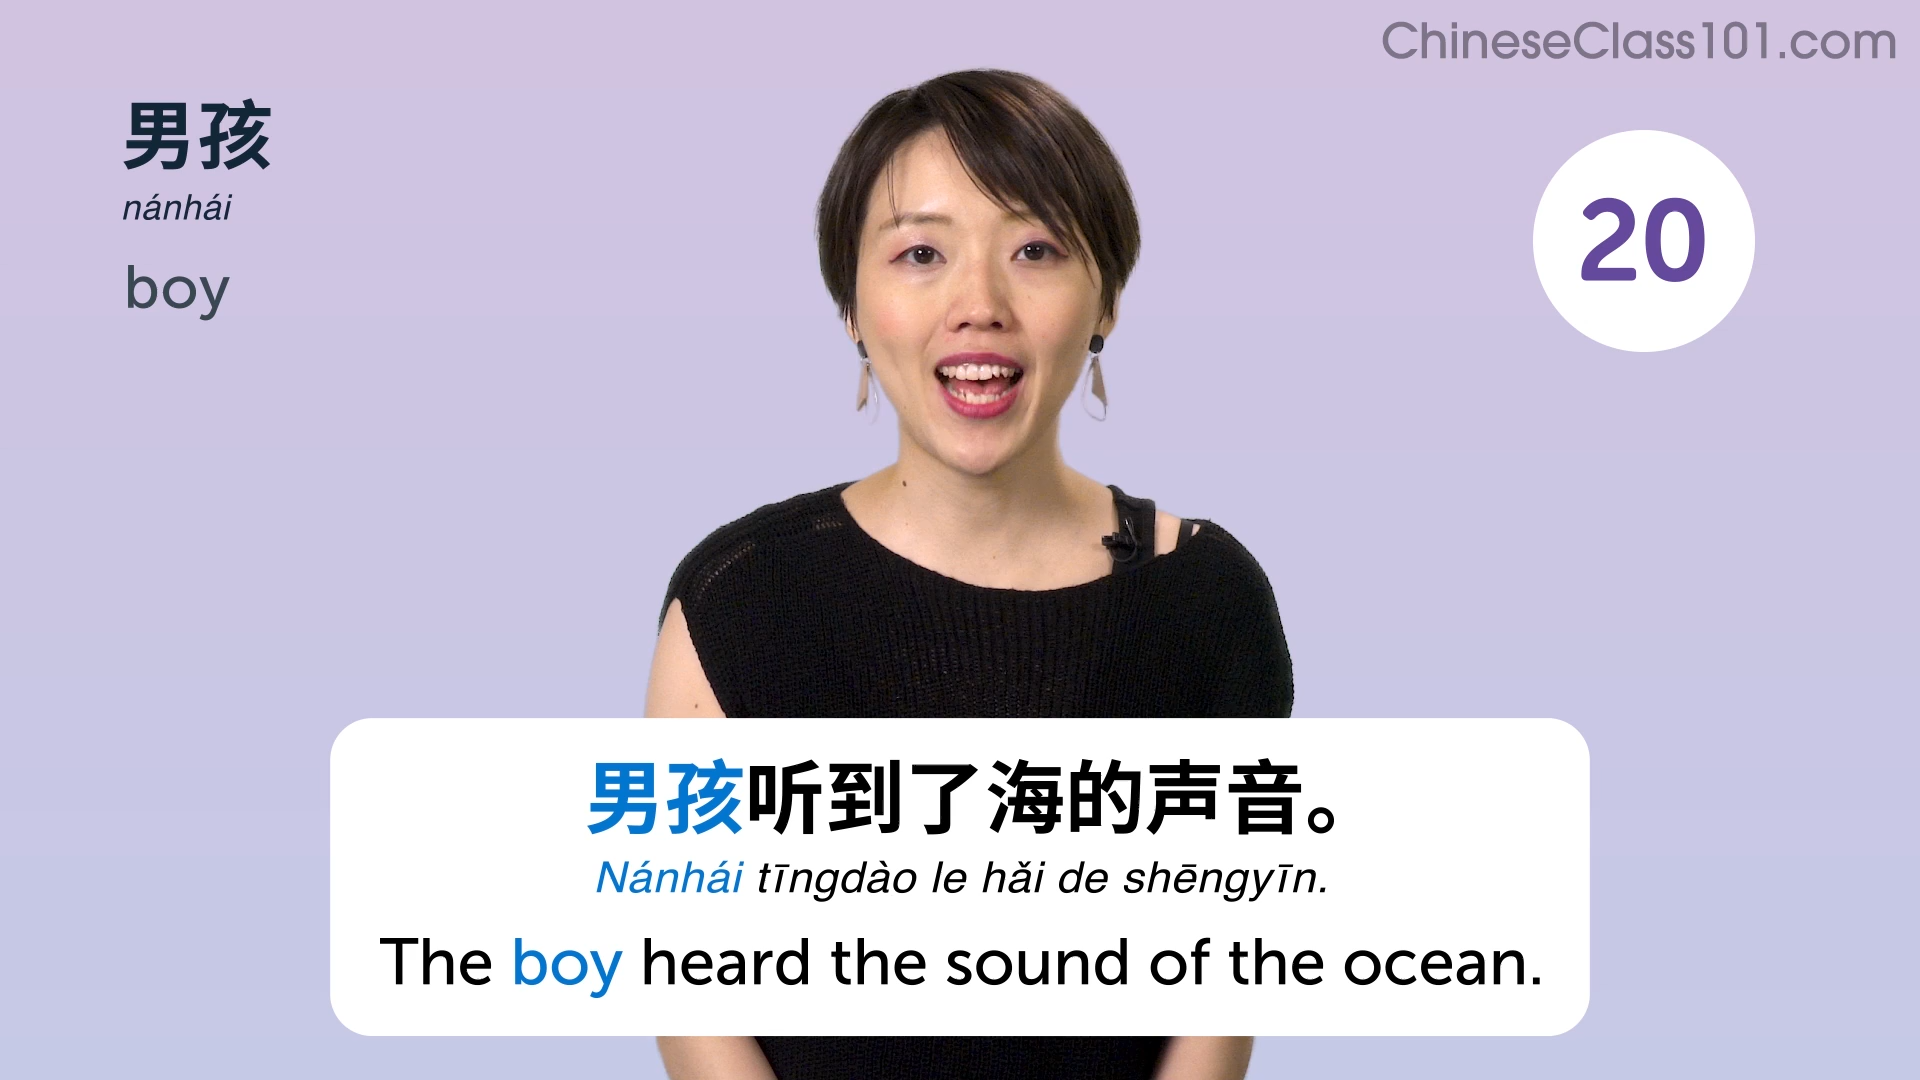 ChineseClass101.com
男孩
nánhái
boy
20
男孩听到了海的声音。
Nánhái tīngdào le hǎi de shēngyīn.
The boy heard the sound of the ocean.